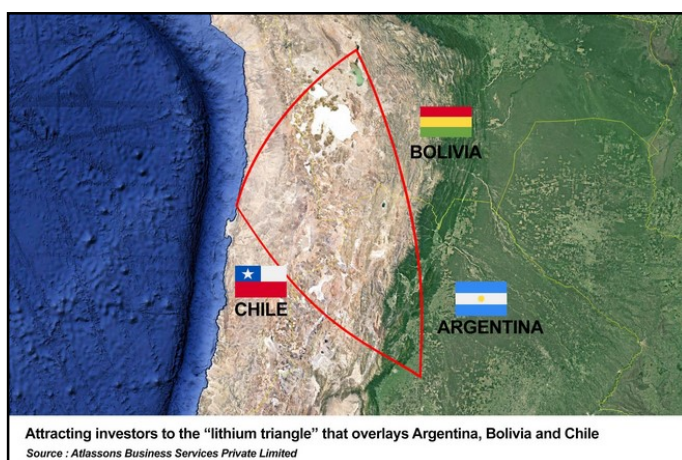 BOLIVIA
CHILE
ARGENTINA
Attracting investors to the “lithium triangle” that overlays Argentina, Bolivia and Chile
Source : Atlassons Business Services Private Limited